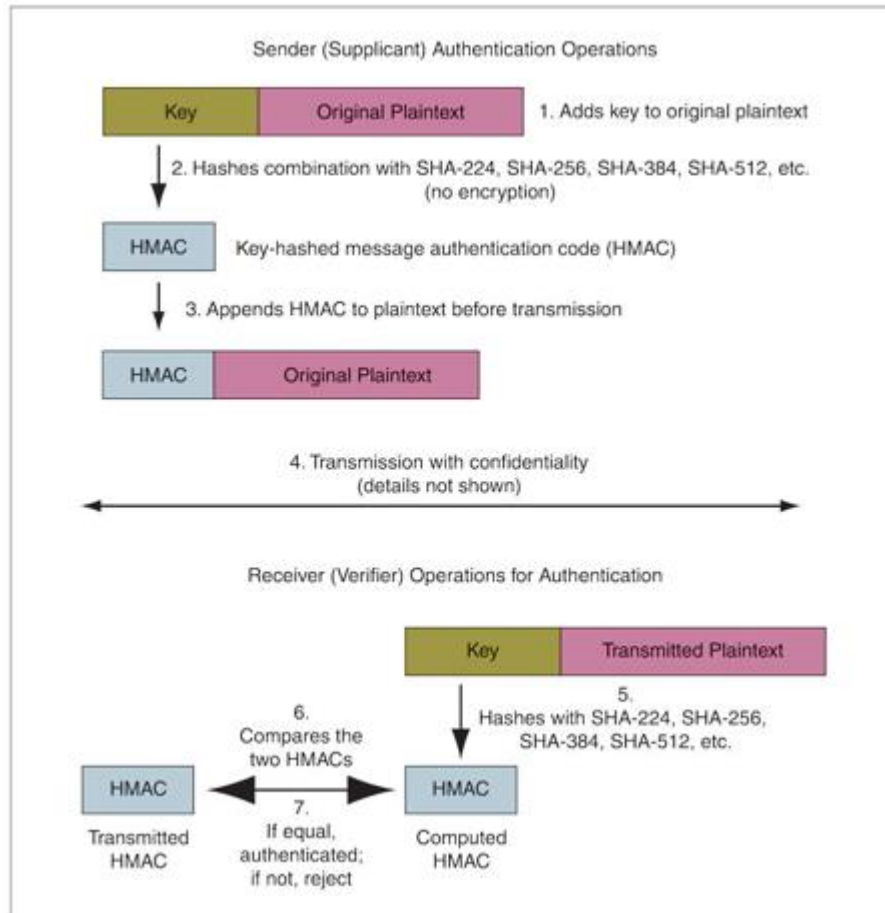 Sender (Supplicant) Authentication Operations
Key
Original Plaintext
1. Adds key to original plaintext
2. Hashes combination with SHA-224, SHA-256, SHA-384, SHA-512, etc.
(no encryption)
HMAC
Key-hashed message authentication code (HMAC)
3. Appends HMAC to plaintext before transmission
HMAC
Original Plaintext
4. Transmission with confidentiality
(details not shown)
Receiver (Verifier) Operations for Authentication
Key
Transmitted Plaintext
5.
Hashes with SHA-224, SHA-256,
SHA-384, SHA-512, etc.
6.
Compares the
two HMACs
HMAC
Transmitted
HMAC
7.
If equal,
authenticated;
if not, reject
HMAC
Computed
HMAC